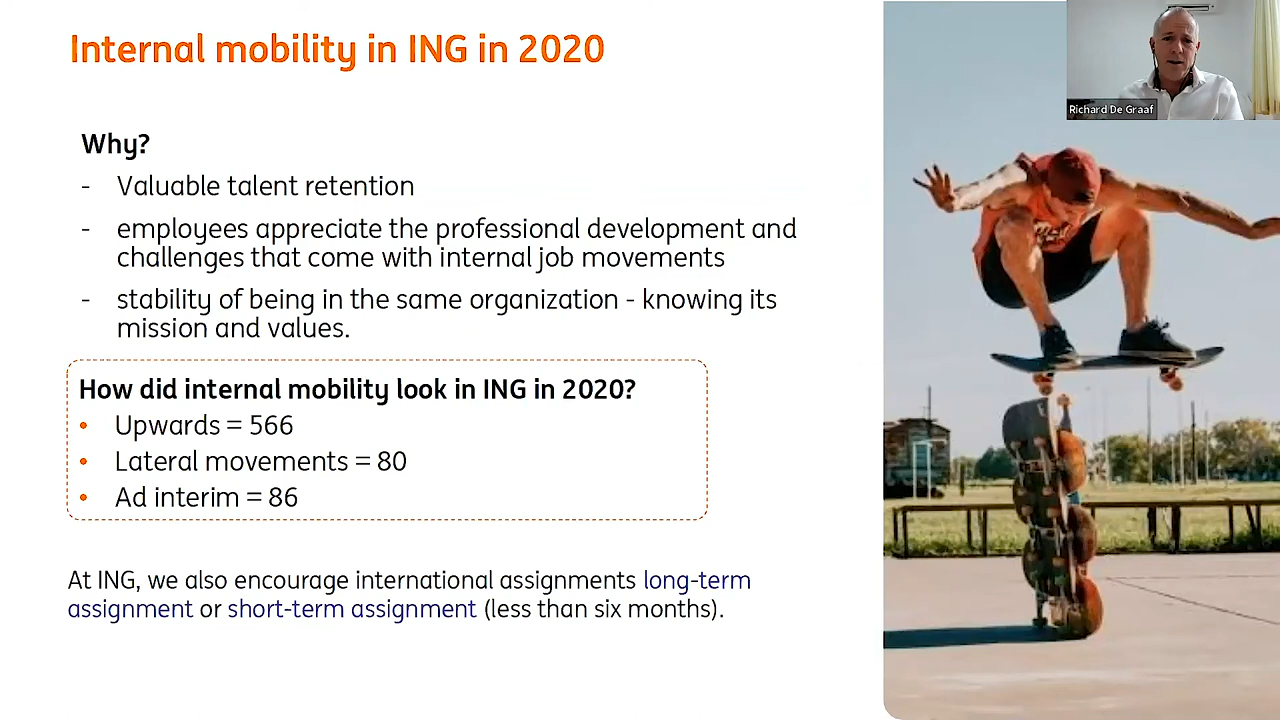 Internal mobility in ING in 2020
Richard De Graaf
Why?
- Valuable talent retention
- employees appreciate the professional development and
challenges that come with internal job movements
- stability of being in the same organization - knowing its
mission and values.
How did internal mobility look in ING in 2020?
• Upwards = 566
• Lateral movements = 80
• Ad interim = 86
At ING, we also encourage international assignments long-term
assignment or short-term assignment (less than six months).